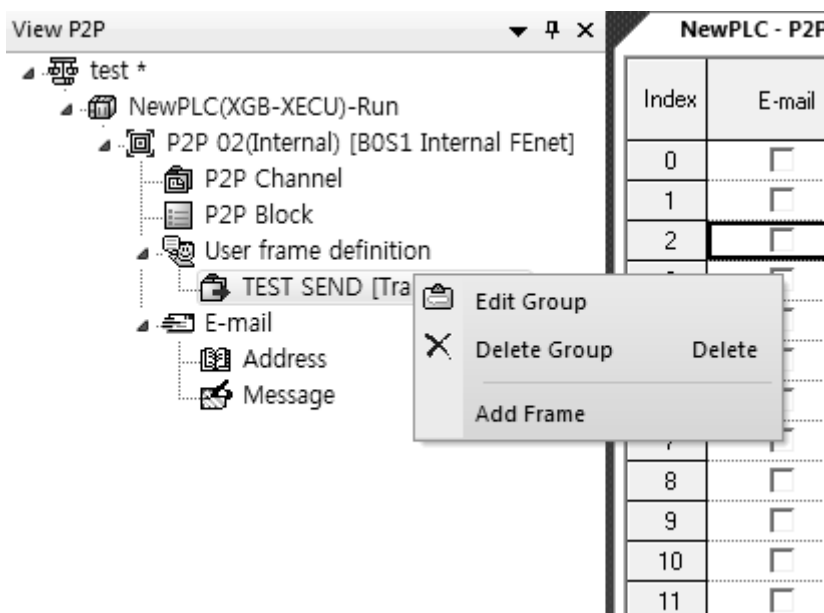 View P2P
test *
NewPLC(XGB-XECU)-Run
P2P 02(Internal) [B0S1 Internal FEnet]
P2P Channel
P2P Block
User frame definition
TEST SEND [Tra
E-mail
Address
Message
Edit Group
Delete Group Delete
Add Frame
NewPLC - P2P
Index E-mail
0
1
2
8
9
10
11